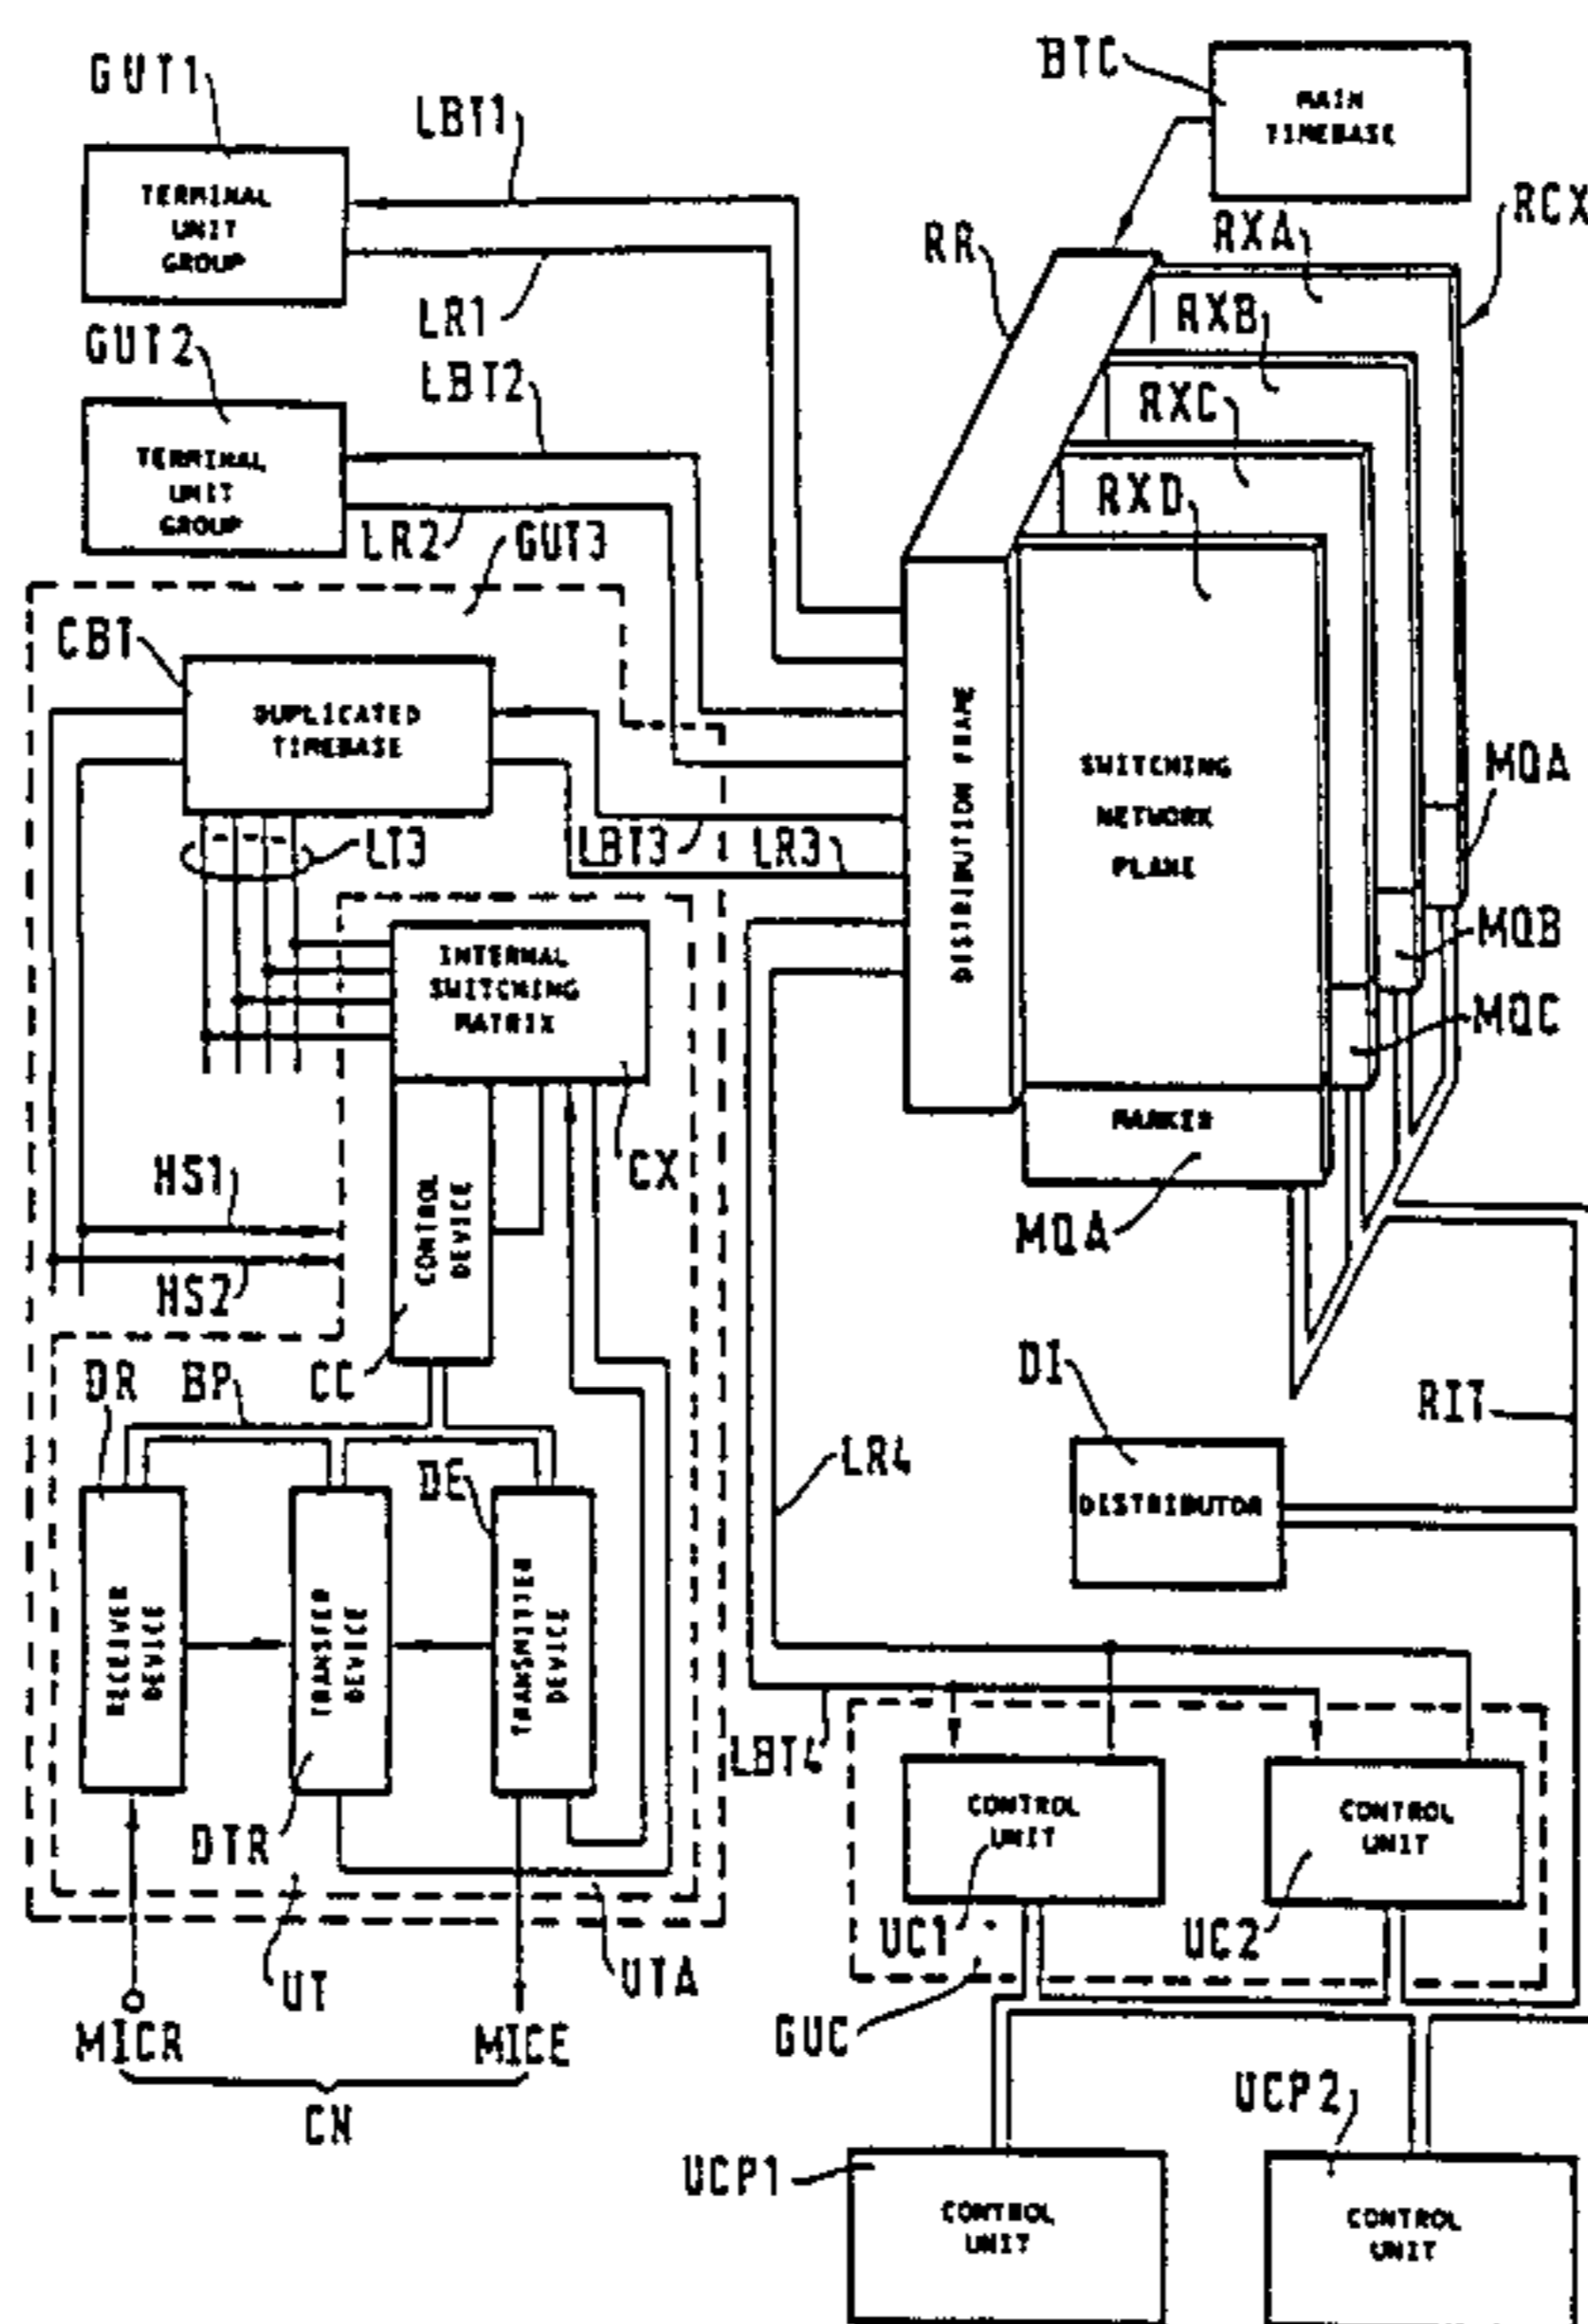 BTC
MAIN
TIMEBASE
GUT1
TERMINAL
UNIT
GROUP
LBT1
LR1
RR
RXA
RCX
RXB
RXC
RXD
GUT2
TERMINAL
UNIT
GROUP
LBT2
LR2
GUT3
CBT
DUPLICATED
TIMEBASE
LT3
LBT3
LR3
DISTRIBUTION FRAME
SWITCHING
NETWORK
PLANE
MQA
MQB
MQC
MARKER
MQA
INTERNAL
SWITCHING
MATRIX
CX
HS1
HS2
CONTROL
DEVICE
CC
DR
BP
DE
RECEIVER
DEVICE
TRANSFER
DEVICE
TRANSMITTER
DEVICE
DTR
UT
UTA
MICR
MICE
CN
DI
DISTRIBUTOR
RIT
LR4
LBT4
CONTROL
UNIT
CONTROL
UNIT
UC1
UC2
GUC
UCP1
UCP2
CONTROL
UNIT
CONTROL
UNIT